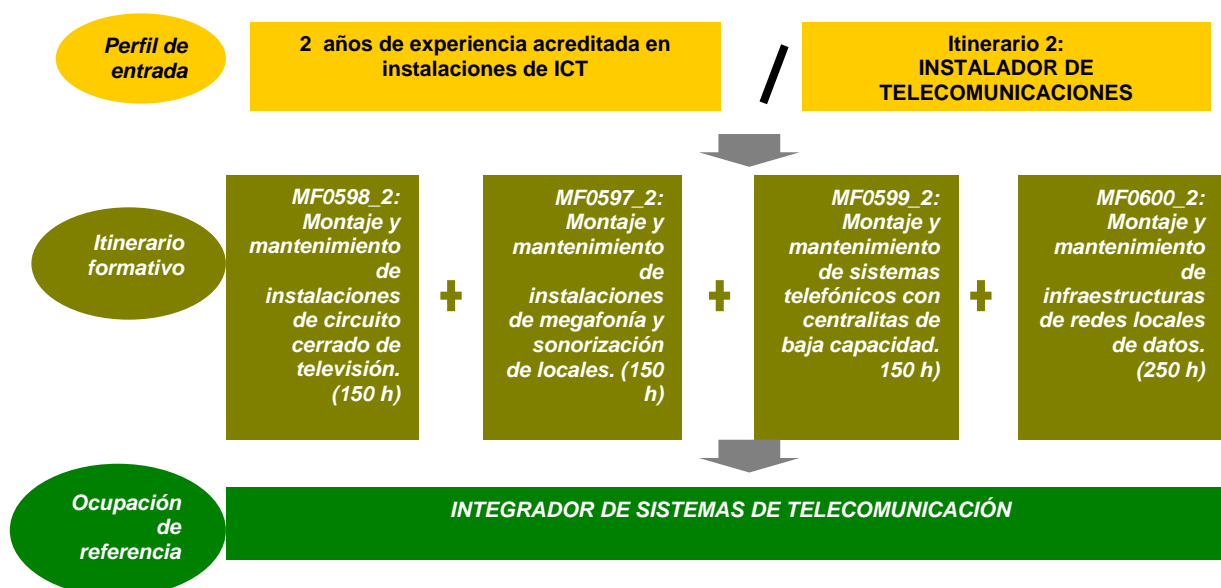 Perfil de
entrada
2 años de experiencia acreditada en
instalaciones de ICT
/
Itinerario 2:
INSTALADOR DE
TELECOMUNICACIONES
Itinerario
formativo
MF0598_2:
Montaje y
mantenimiento
de
instalaciones
de circuito
cerrado de
televisión.
(150 h)
+
MF0597_2:
Montaje y
mantenimiento
de
instalaciones
de megafonía y
sonorización
de locales. (150
h)
+
MF0599_2:
Montaje y
mantenimiento
de sistemas
telefónicos con
centralitas de
baja capacidad.
150 h)
+
MF0600_2:
Montaje y
mantenimiento
de
infraestructuras
de redes locales
de datos.
(250 h)
Ocupación
de
referencia
INTEGRADOR DE SISTEMAS DE TELECOMUNICACIÓN